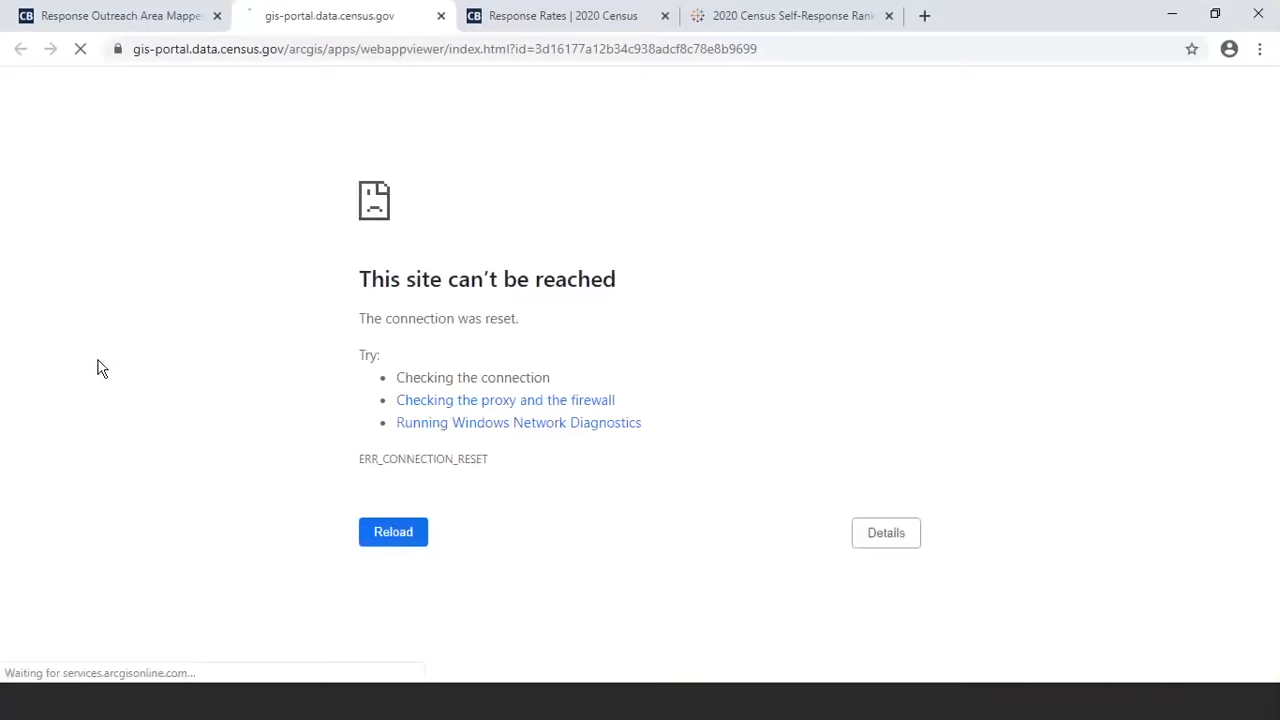 CB Response Outreach Area Mappe
gis-portal.data.census.gov
CB Response Rates | 2020 Census
2020 Census Self-Response Rank
gis-portal.data.census.gov/arcgis/apps/webappviewer/index.html?id=3d16177a12b34c938adcf8c78e8b9699
This site can't be reached
The connection was reset.
Try:
• Checking the connection
• Checking the proxy and the firewall
• Running Windows Network Diagnostics
ERR_CONNECTION_RESET
Reload
Details
Waiting for services.arcgisonline.com...